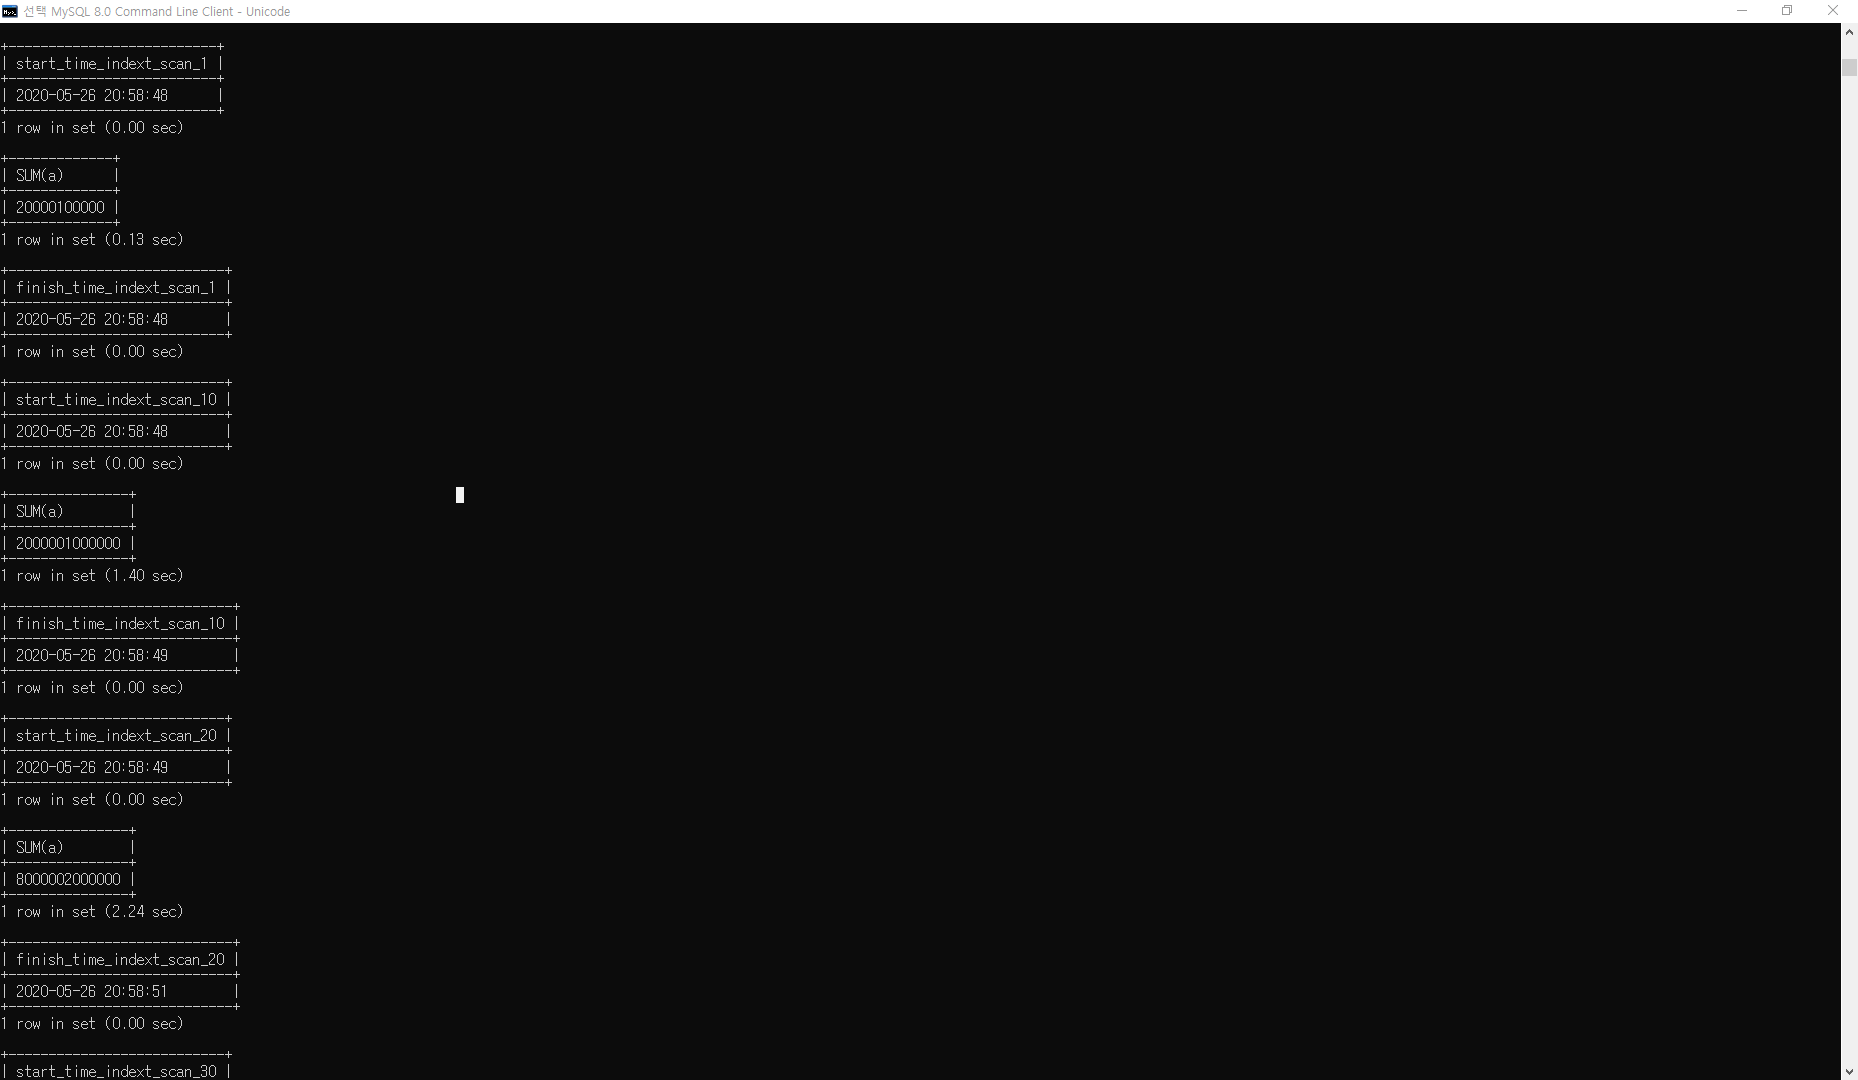 선택 MySQL 8.0 Command Line Client - Unicode
+--------------------------+
| start_time_indext_scan_1 |
+--------------------------+
| 2020-05-26 20:58:48      |
+--------------------------+
1 row in set (0.00 sec)
+-------------+
| SUM(a)      |
+-------------+
| 20000100000 |
+-------------+
1 row in set (0.13 sec)
+---------------------------+
| finish_time_indext_scan_1 |
+---------------------------+
| 2020-05-26 20:58:48       |
+---------------------------+
1 row in set (0.00 sec)
+---------------------------+
| start_time_indext_scan_10 |
+---------------------------+
| 2020-05-26 20:58:48       |
+---------------------------+
1 row in set (0.00 sec)
+---------------+
| SUM(a)        |
+---------------+
| 2000001000000 |
+---------------+
1 row in set (1.40 sec)
+----------------------------+
| finish_time_indext_scan_10 |
+----------------------------+
| 2020-05-26 20:58:49        |
+----------------------------+
1 row in set (0.00 sec)
+---------------------------+
| start_time_indext_scan_20 |
+---------------------------+
| 2020-05-26 20:58:49       |
+---------------------------+
1 row in set (0.00 sec)
+---------------+
| SUM(a)        |
+---------------+
| 8000002000000 |
+---------------+
1 row in set (2.24 sec)
+----------------------------+
| finish_time_indext_scan_20 |
+----------------------------+
| 2020-05-26 20:58:51        |
+----------------------------+
1 row in set (0.00 sec)
+---------------------------+
| start_time_indext_scan_30 |